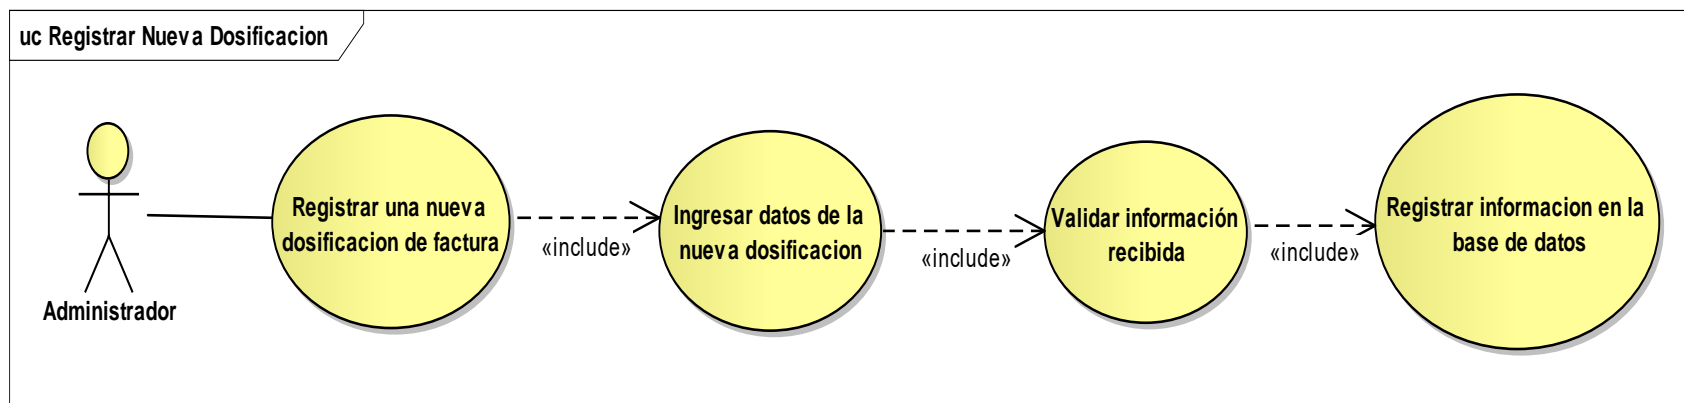 uc Registrar Nueva Dosificacion
Administrador
Registrar una nueva
dosificacion de factura
«include»
Ingresar datos de la
nueva dosificacion
«include»
Validar información
recibida
«include»
Registrar informacion en la
base de datos